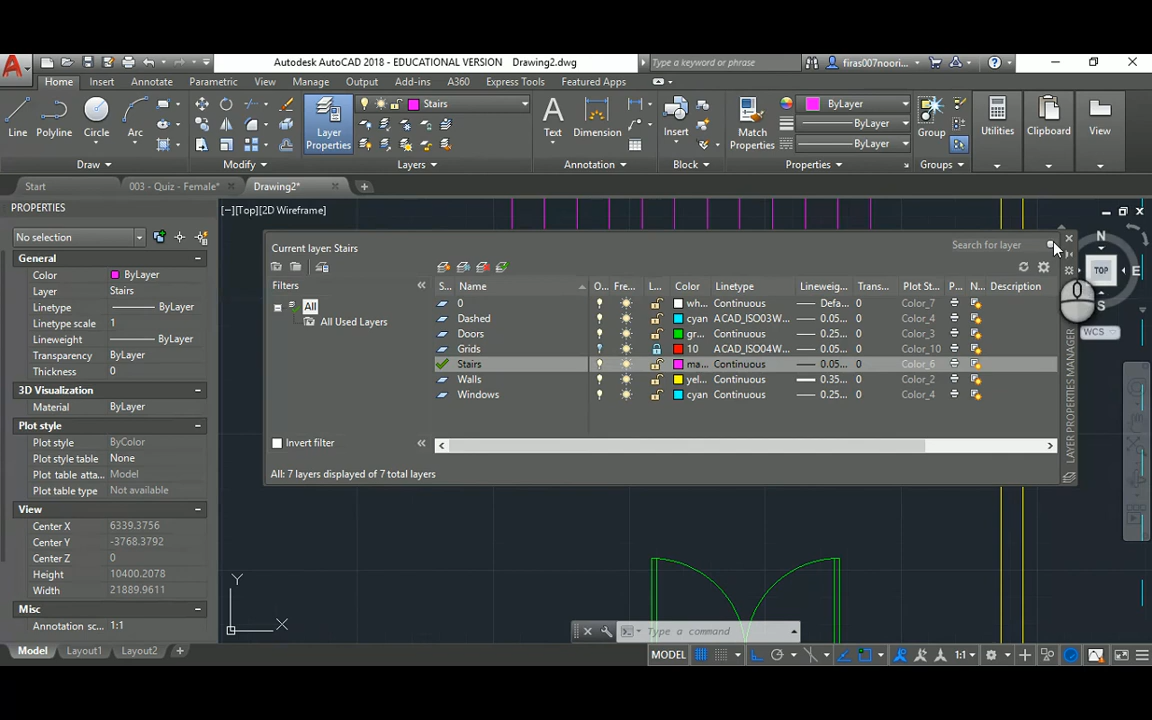 Autodesk AutoCAD 2018 - EDUCATIONAL VERSION Drawing2.dwg
Type a keyword or phrase
firas007noori...
Home Insert Annotate Parametric View Manage Output Add-ins A360 Express Tools Featured Apps
Stairs
ByLayer
ByLayer
ByLayer
Line Polyline Circle Arc
Layer Properties
Text Dimension
Insert
Match Properties
Group
Utilities Clipboard View
Draw Modify Layers Annotation Block Properties Groups
Start 003 - Quiz - Female* Drawing2*
PROPERTIES
[−][Top][2D Wireframe]
No selection
General
Color ByLayer
Layer Stairs
Linetype ByLayer
Linetype scale 1
Lineweight ByLayer
Transparency ByLayer
Thickness 0
3D Visualization
Material ByLayer
Plot style
Plot style ByColor
Plot style table None
Plot table atta... Model
Plot table type Not available
View
Center X 6339.3756
Center Y -3768.3792
Center Z 0
Height 10400.2078
Width 21889.9611
Misc
Annotation sc... 1:1
Current layer: Stairs
Search for layer
Filters
All
All Used Layers
Invert filter
S... Name O... Fre... L... Color Linetype Lineweig... Trans... Plot St... P... N... Description
0 wh... Continuous Defa... 0 Color_7
Dashed cyan ACAD_ISO03W... 0.05... 0 Color_4
Doors gr... Continuous 0.25... 0 Color_3
Grids 10 ACAD_ISO04W... 0.05... 0 Color_10
Stairs ma... Continuous 0.05... 0 Color_6
Walls yel... Continuous 0.35... 0 Color_2
Windows cyan Continuous 0.25... 0 Color_4
All: 7 layers displayed of 7 total layers
LAYER PROPERTIES MANAGER
N
TOP
E
S
WCS
Y
X
Type a command
Model Layout1 Layout2
MODEL
1:1